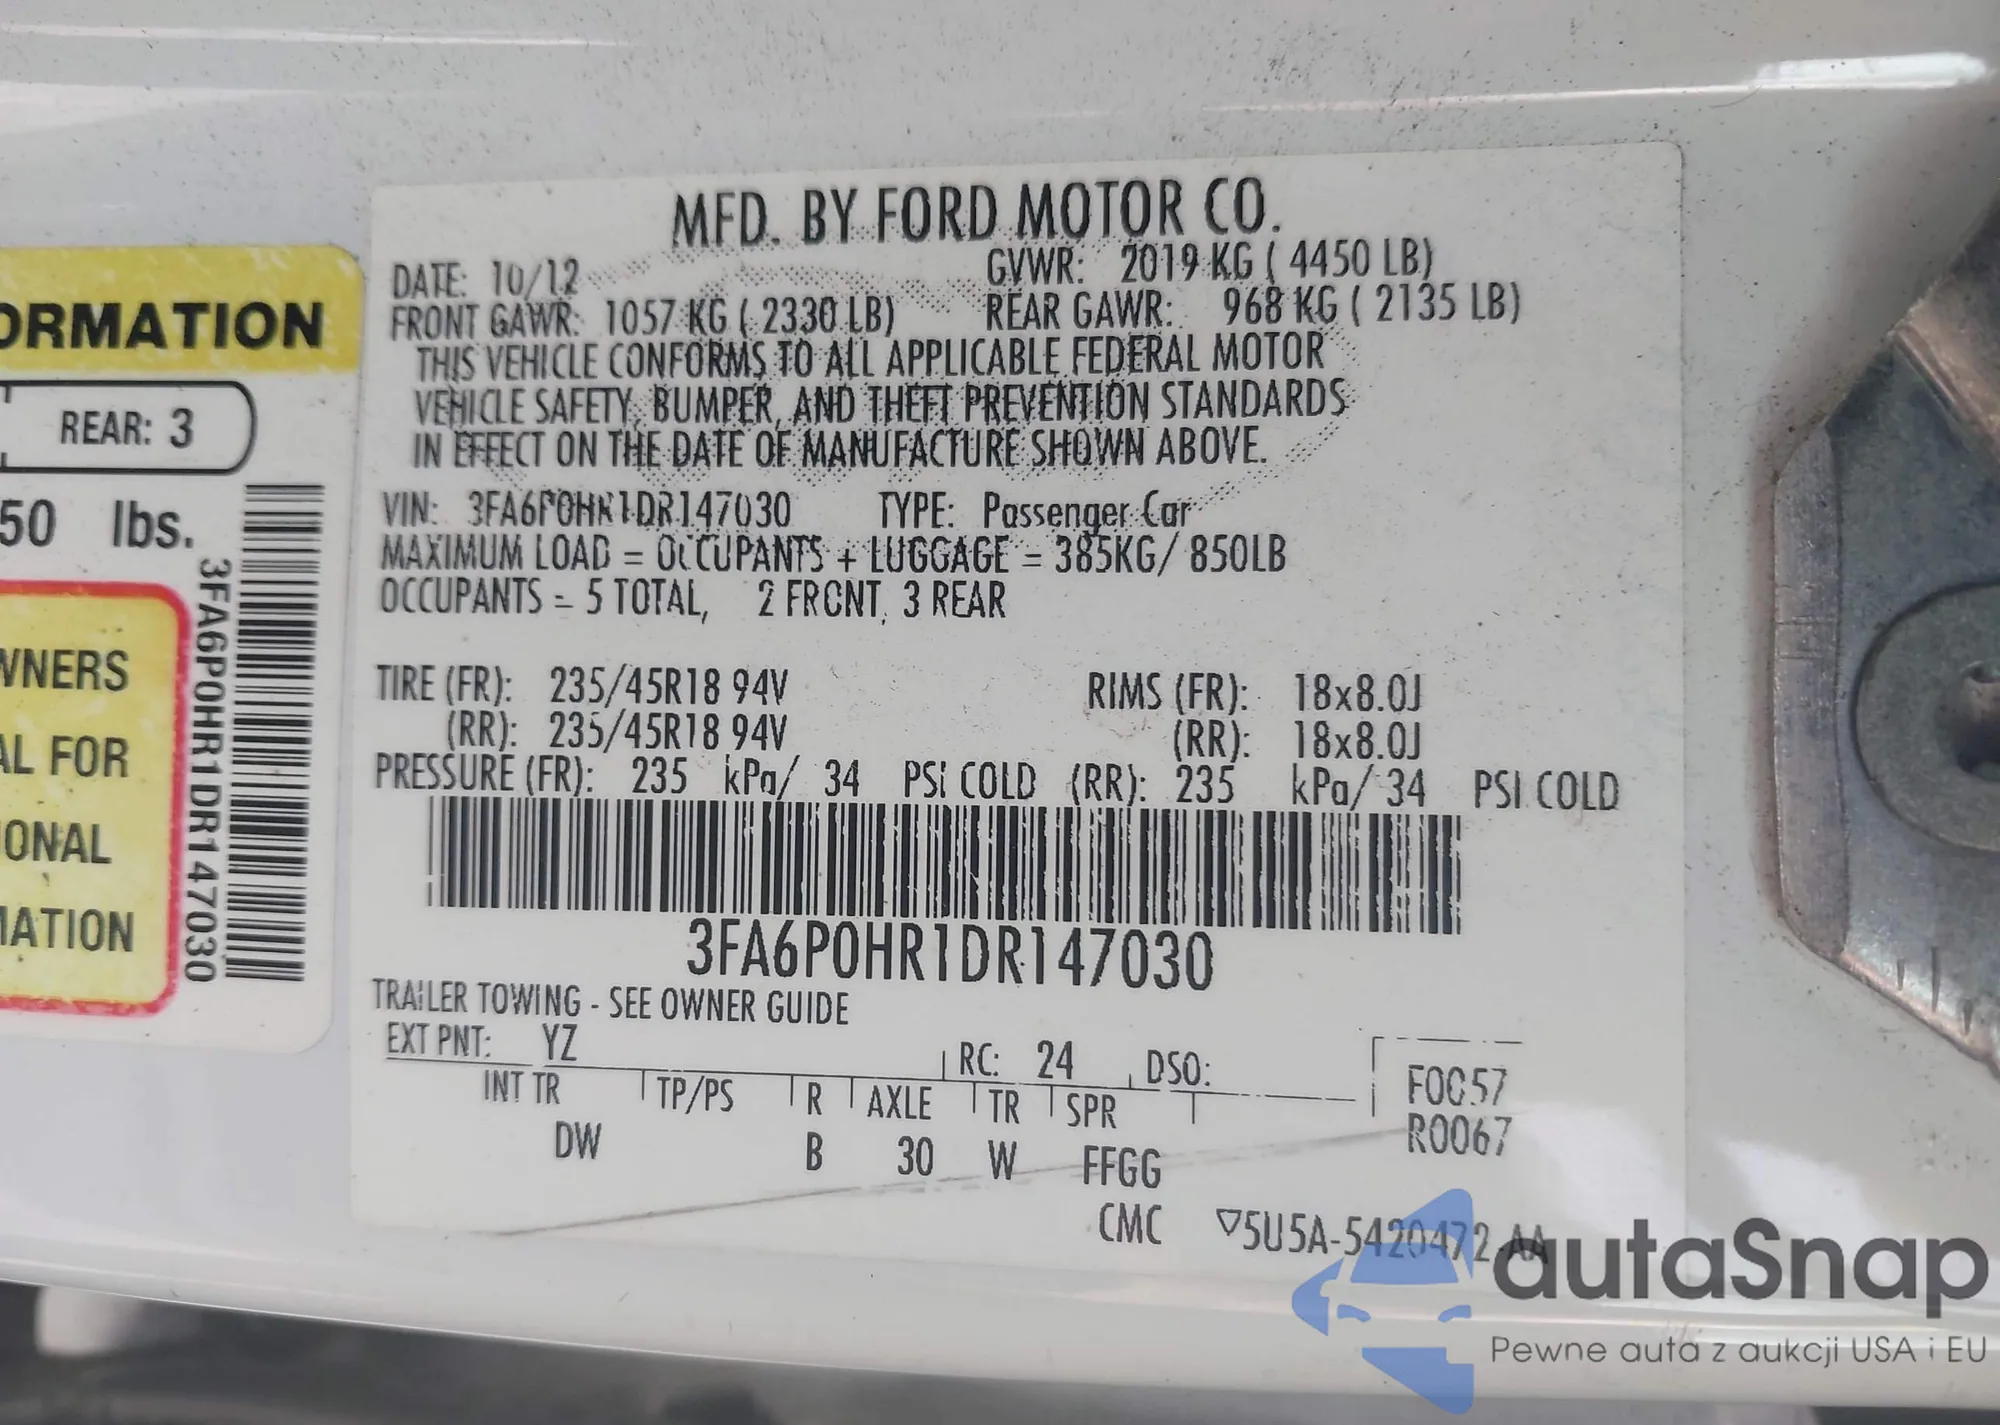 ORMATION
REAR: 3
50 lbs.
WNERS
AL FOR
ONAL
MATION
3FA6P0HR1DR147030
MFD. BY FORD MOTOR CO.
DATE: 10/12 GVWR: 2019 KG ( 4450 LB)
FRONT GAWR: 1057 KG ( 2330 LB) REAR GAWR: 968 KG ( 2135 LB)
THIS VEHICLE CONFORMS TO ALL APPLICABLE FEDERAL MOTOR
VEHICLE SAFETY, BUMPER, AND THEFT PREVENTION STANDARDS
IN EFFECT ON THE DATE OF MANUFACTURE SHOWN ABOVE.
VIN: 3FA6P0HR1DR147030 TYPE: Passenger Car
MAXIMUM LOAD = OCCUPANTS + LUGGAGE = 385KG/ 850LB
OCCUPANTS = 5 TOTAL, 2 FRONT, 3 REAR
TIRE (FR): 235/45R18 94V RIMS (FR): 18x8.0J
(RR): 235/45R18 94V (RR): 18x8.0J
PRESSURE (FR): 235 kPa/ 34 PSI COLD (RR): 235 kPa/ 34 PSI COLD
3FA6P0HR1DR147030
TRAILER TOWING - SEE OWNER GUIDE
EXT PNT: YZ RC: 24 DSO:
INT TR TP/PS R AXLE TR SPR F0057
DW B 30 W FFGG R0067
CMC ▽5U5A-5420472-AA
autaSnap
Pewne auta z aukcji USA i EU